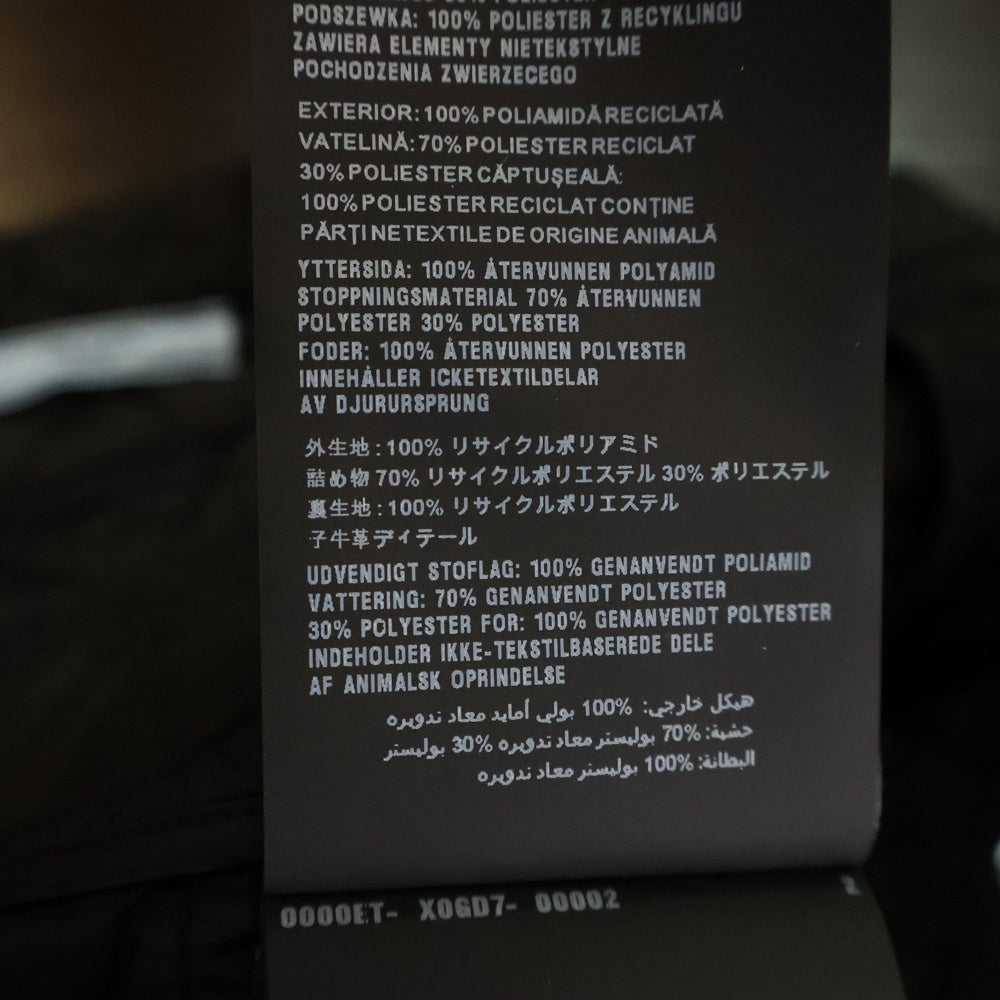 PODSZEWKA: 100% POLIESTER Z RECYKLINGU
ZAWIERA ELEMENTY NIETEKSTYLNE
POCHODZENIA ZWIERZECEGO
EXTERIOR: 100% POLIAMIDĂ RECICLATĂ
VATELINĂ: 70% POLIESTER RECICLAT
30% POLIESTER CĂPTUȘEALĂ:
100% POLIESTER RECICLAT CONȚINE
PĂRȚI NETEXTILE DE ORIGINE ANIMALĂ
YTTERSIDA: 100% ÅTERVUNNEN POLYAMID
STOPPNINGSMATERIAL 70% ÅTERVUNNEN
POLYESTER 30% POLYESTER
FODER: 100% ÅTERVUNNEN POLYESTER
INNEHÅLLER ICKETEXTILDELAR
AV DJURURSPRUNG
外生地 : 100% リサイクルポリアミド
詰め物 70% リサイクルポリエステル 30% ポリエステル
裏生地 : 100% リサイクルポリエステル
子牛革ディテール
UDVENDIGT STOFLAG: 100% GENANVENDT POLIAMID
VATTERING: 70% GENANVENDT POLYESTER
30% POLYESTER FOR: 100% GENANVENDT POLYESTER
INDEHOLDER IKKE-TEKSTILBASEREDE DELE
AF ANIMALSK OPRINDELSE
هيكل خارجي: 100% بولي أمايد معاد تدويره
حشية: 70% بوليستر معاد تدويره 30% بوليستر
البطانة: 100% بوليستر معاد تدويره
0000ET- X0GD7- 00002